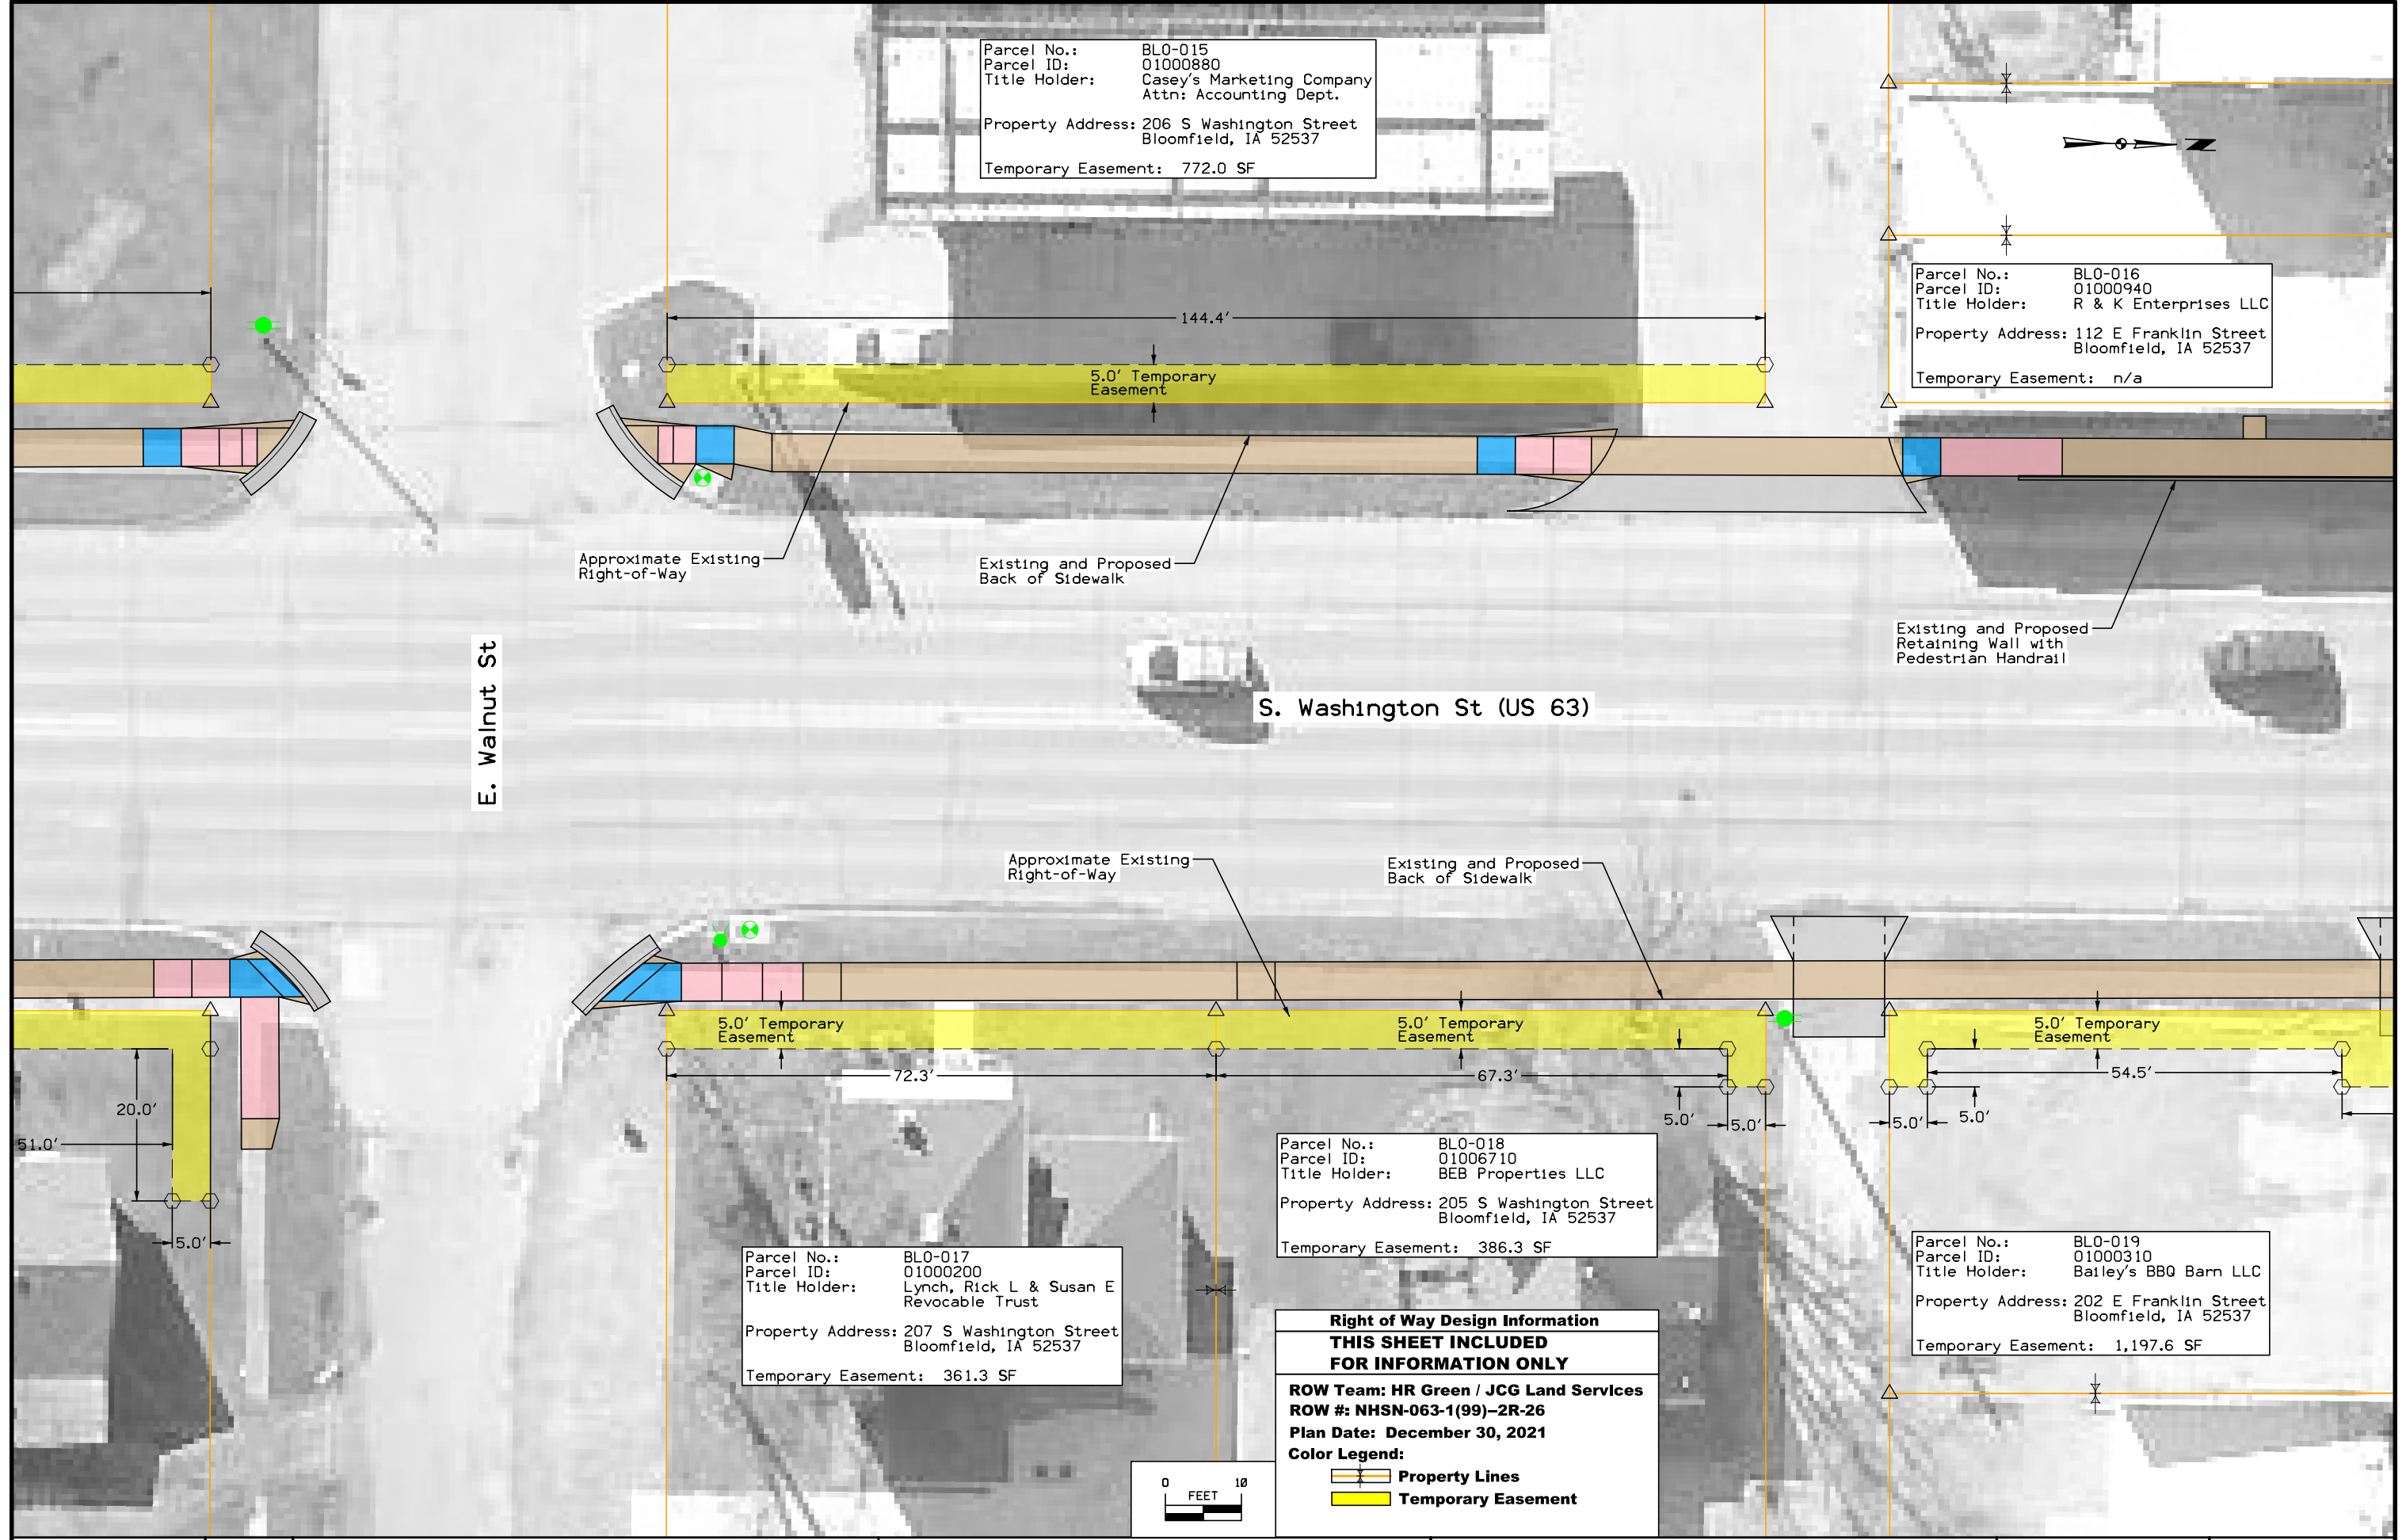 Parcel No.: BLO-015
Parcel ID: 01000880
Title Holder: Casey's Marketing Company
Attn: Accounting Dept.
Property Address: 206 S Washington Street
Bloomfield, IA 52537
Temporary Easement: 772.0 SF
N
Parcel No.: BLO-016
Parcel ID: 01000940
Title Holder: R & K Enterprises LLC
Property Address: 112 E Franklin Street
Bloomfield, IA 52537
Temporary Easement: n/a
144.4'
5.0' Temporary
Easement
Approximate Existing
Right-of-Way
Existing and Proposed
Back of Sidewalk
Existing and Proposed
Retaining Wall with
Pedestrian Handrail
E. Walnut St
S. Washington St (US 63)
Approximate Existing
Right-of-Way
Existing and Proposed
Back of Sidewalk
5.0' Temporary
Easement
5.0' Temporary
Easement
5.0' Temporary
Easement
72.3'
67.3'
54.5'
20.0'
51.0'
5.0'
5.0'
5.0'
5.0'
5.0'
Parcel No.: BLO-018
Parcel ID: 01006710
Title Holder: BEB Properties LLC
Property Address: 205 S Washington Street
Bloomfield, IA 52537
Temporary Easement: 386.3 SF
Parcel No.: BLO-017
Parcel ID: 01000200
Title Holder: Lynch, Rick L & Susan E
Revocable Trust
Property Address: 207 S Washington Street
Bloomfield, IA 52537
Temporary Easement: 361.3 SF
Parcel No.: BLO-019
Parcel ID: 01000310
Title Holder: Bailey's BBQ Barn LLC
Property Address: 202 E Franklin Street
Bloomfield, IA 52537
Temporary Easement: 1,197.6 SF
Right of Way Design Information
THIS SHEET INCLUDED
FOR INFORMATION ONLY
ROW Team: HR Green / JCG Land Services
ROW #: NHSN-063-1(99)--2R-26
Plan Date: December 30, 2021
Color Legend:
Property Lines
Temporary Easement
0 10
FEET